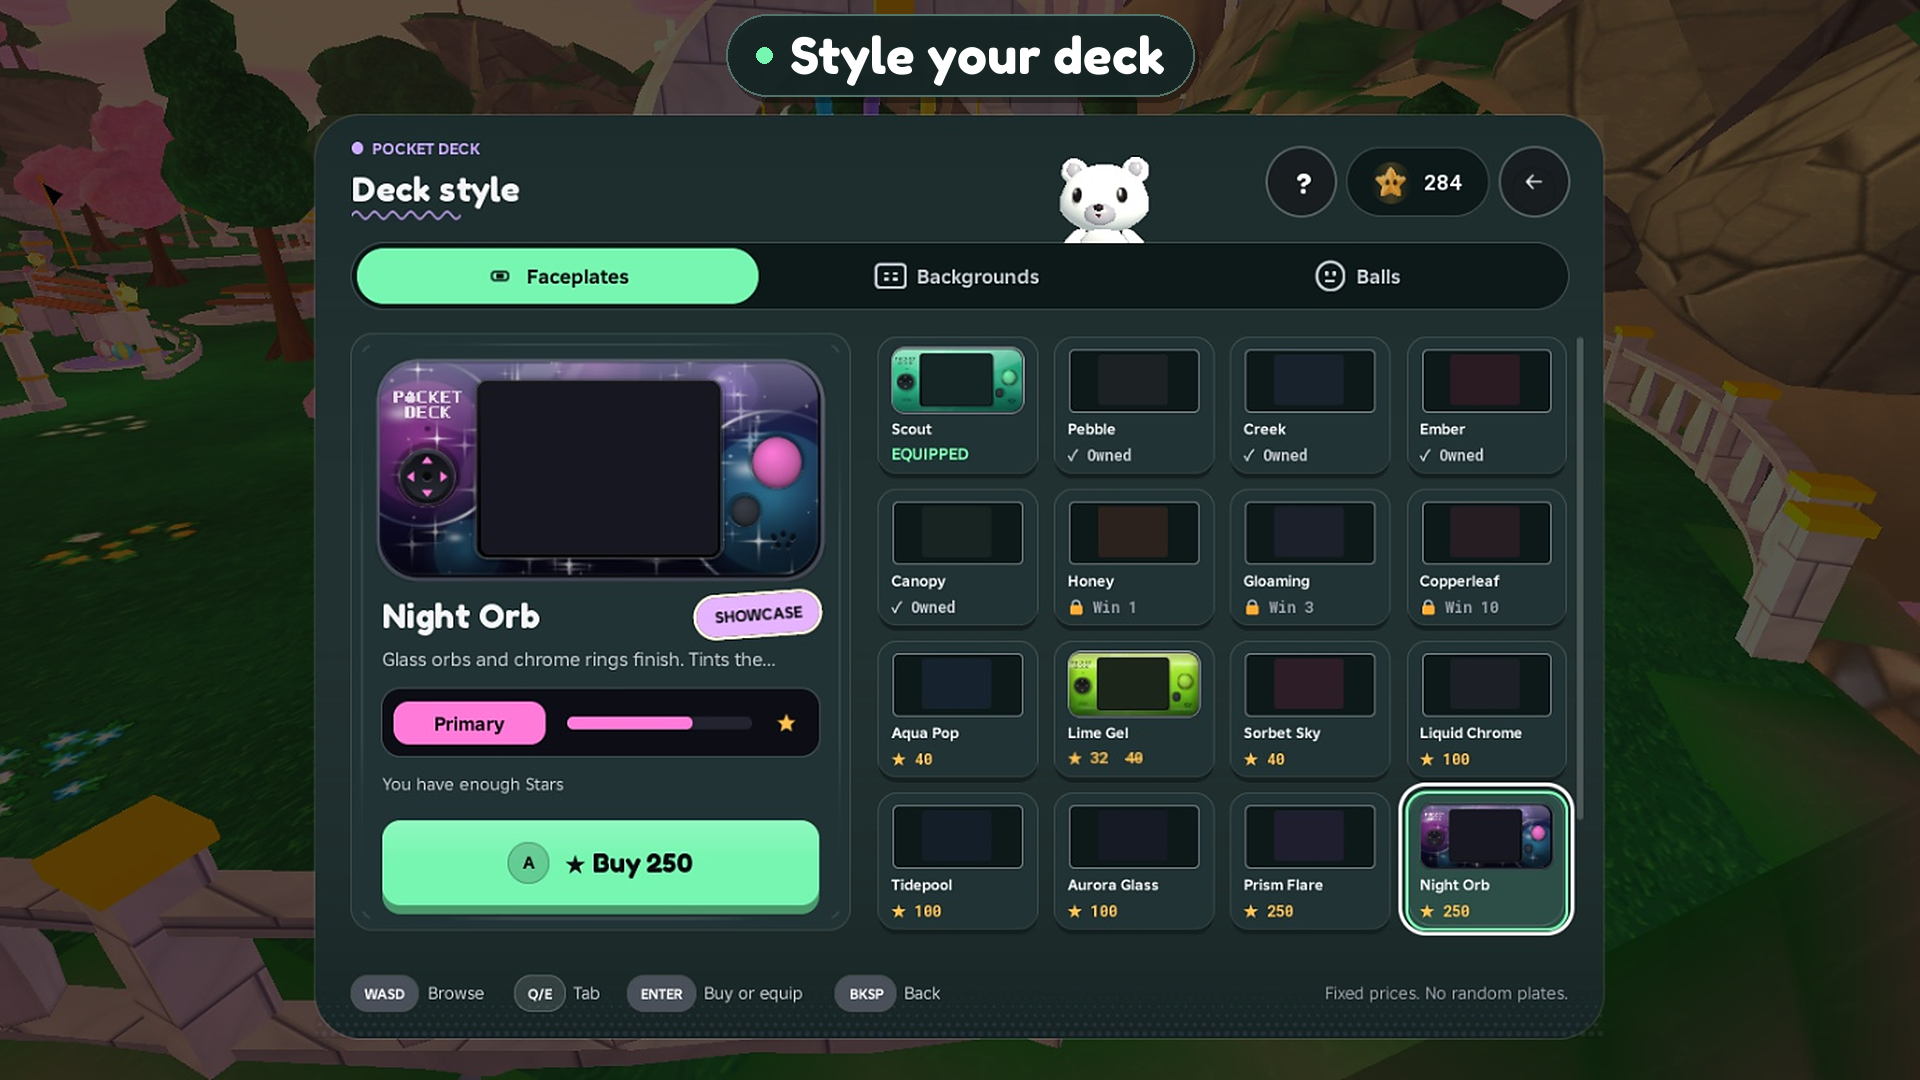 Style your deck
POCKET DECK
Deck style
?
284
Faceplates
Backgrounds
Balls
POCKET
DECK
Night Orb
SHOWCASE
Glass orbs and chrome rings finish. Tints the...
Primary
You have enough Stars
A ★ Buy 250
Scout
EQUIPPED
Pebble
✓ Owned
Creek
✓ Owned
Ember
✓ Owned
Canopy
✓ Owned
Honey
Win 1
Gloaming
Win 3
Copperleaf
Win 10
Aqua Pop
★ 40
Lime Gel
★ 32 40
Sorbet Sky
★ 40
Liquid Chrome
★ 100
Tidepool
★ 100
Aurora Glass
★ 100
Prism Flare
★ 250
Night Orb
★ 250
WASD Browse Q/E Tab ENTER Buy or equip BKSP Back
Fixed prices. No random plates.